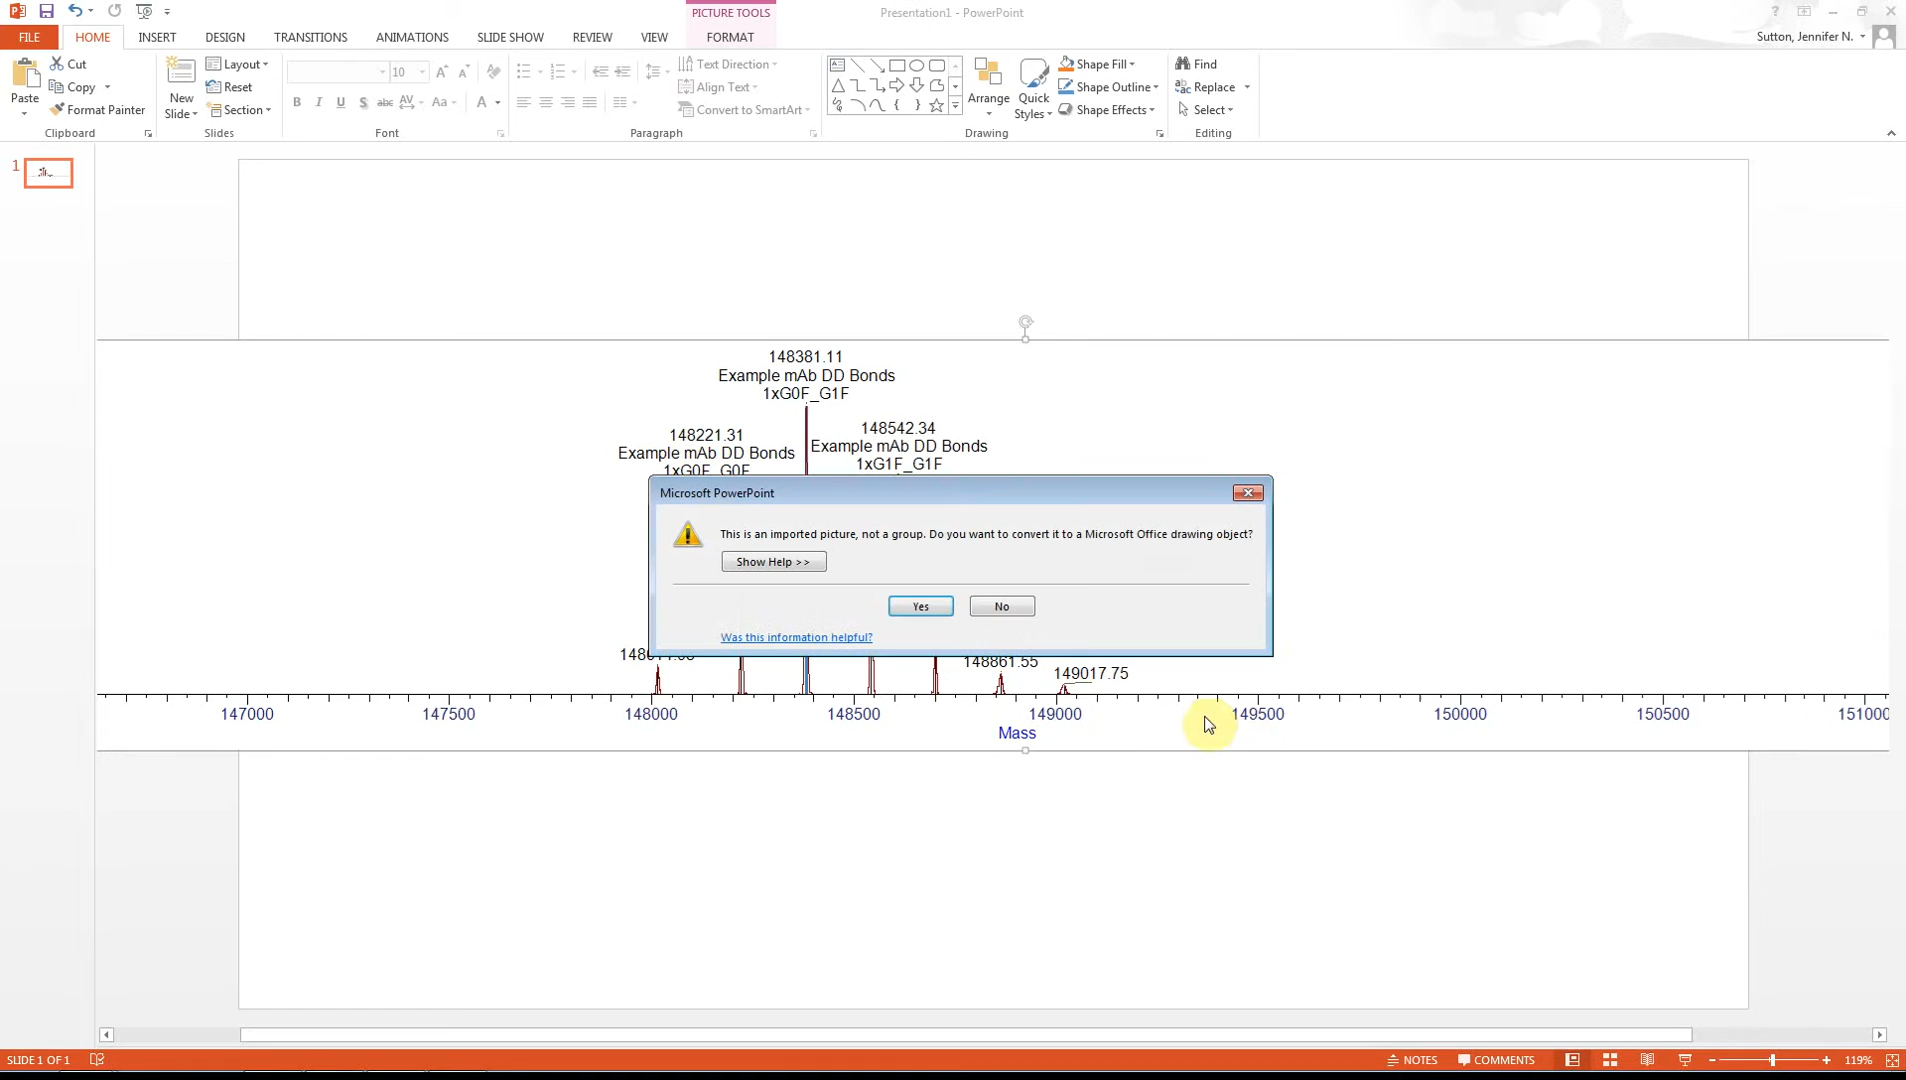 PICTURE TOOLS
Presentation1 - PowerPoint
?
FILE
HOME
INSERT
DESIGN
TRANSITIONS
ANIMATIONS
SLIDE SHOW
REVIEW
VIEW
FORMAT
Sutton, Jennifer N.
Paste
Cut
Copy
Format Painter
Clipboard
New
Slide
Layout
Reset
Section
Slides
10
B I U S abc AV Aa A
Font
Text Direction
Align Text
Convert to SmartArt
Paragraph
Arrange
Quick
Styles
Shape Fill
Shape Outline
Shape Effects
Drawing
Find
Replace
Select
Editing
1
148381.11
Example mAb DD Bonds
1xG0F_G1F
148221.31
Example mAb DD Bonds
1xG0F_G0F
148542.34
Example mAb DD Bonds
1xG1F_G1F
Microsoft PowerPoint
This is an imported picture, not a group. Do you want to convert it to a Microsoft Office drawing object?
Show Help >>
Yes
No
Was this information helpful?
148861.55
149017.75
147000
147500
148000
148500
149000
149500
150000
150500
151000
Mass
SLIDE 1 OF 1
NOTES
COMMENTS
119%